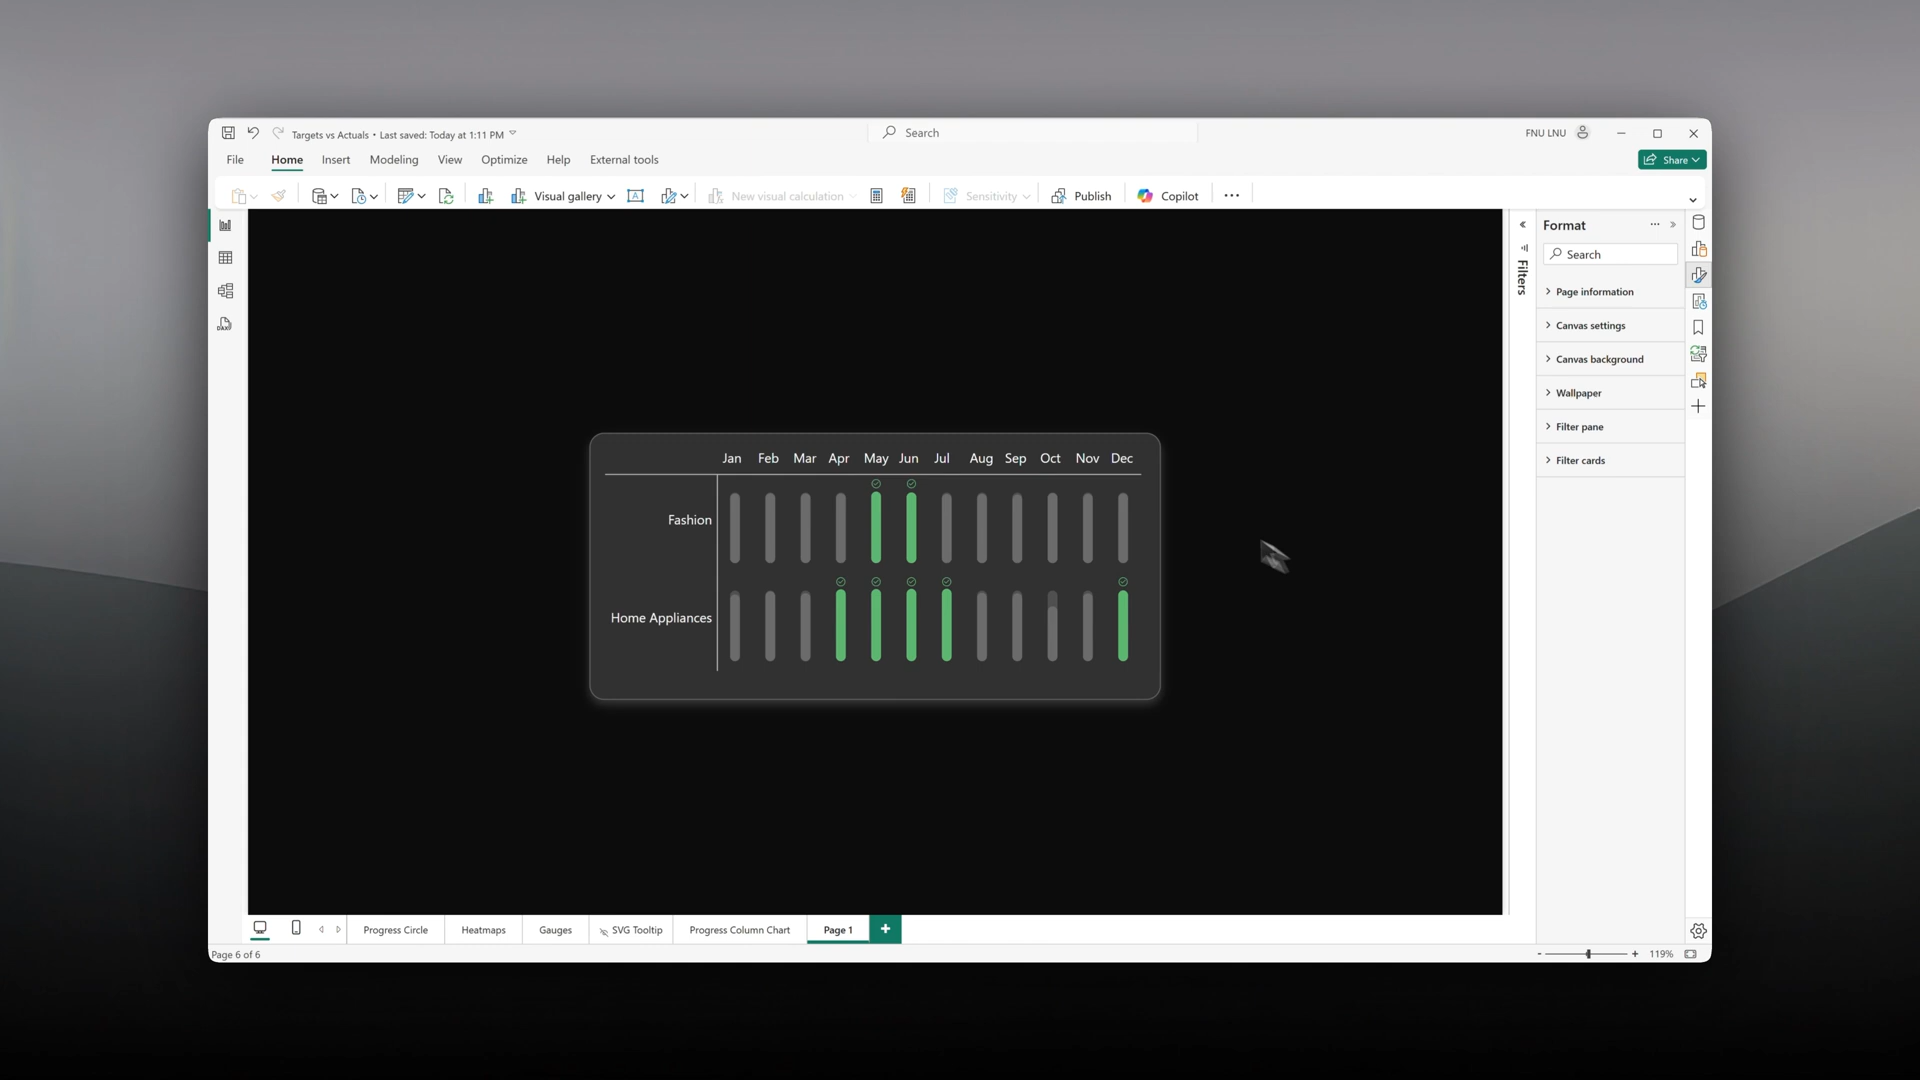 Targets vs Actuals • Last saved: Today at 1:11 PM
Search
FNU LNU
File
Home
Insert
Modeling
View
Optimize
Help
External tools
Share
Visual gallery
New visual calculation
Sensitivity
Publish
Copilot
DAX
Filters
Format
Search
Page information
Canvas settings
Canvas background
Wallpaper
Filter pane
Filter cards
Jan Feb Mar Apr May Jun Jul Aug Sep Oct Nov Dec
Fashion
Home Appliances
Progress Circle
Heatmaps
Gauges
SVG Tooltip
Progress Column Chart
Page 1
Page 6 of 6
119%